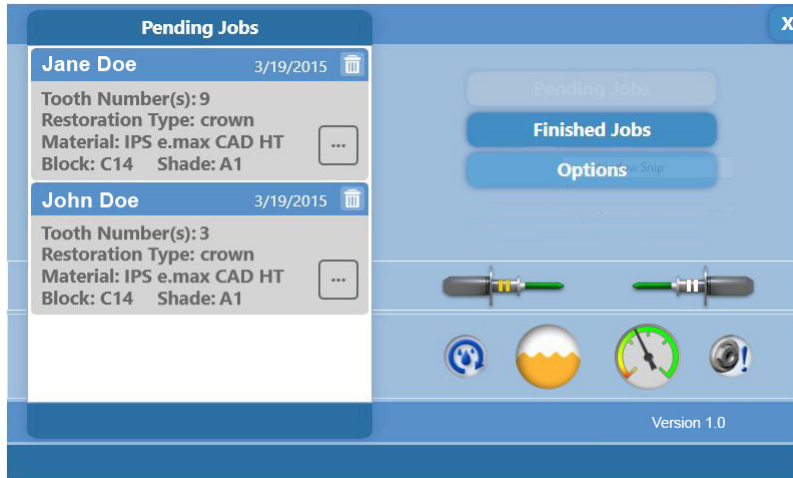 Pending Jobs
X
Jane Doe 3/19/2015
Tooth Number(s): 9
Restoration Type: crown
Material: IPS e.max CAD HT
Block: C14 Shade: A1
...
John Doe 3/19/2015
Tooth Number(s): 3
Restoration Type: crown
Material: IPS e.max CAD HT
Block: C14 Shade: A1
...
Pending Jobs
Finished Jobs
Options
Snip
!
Version 1.0